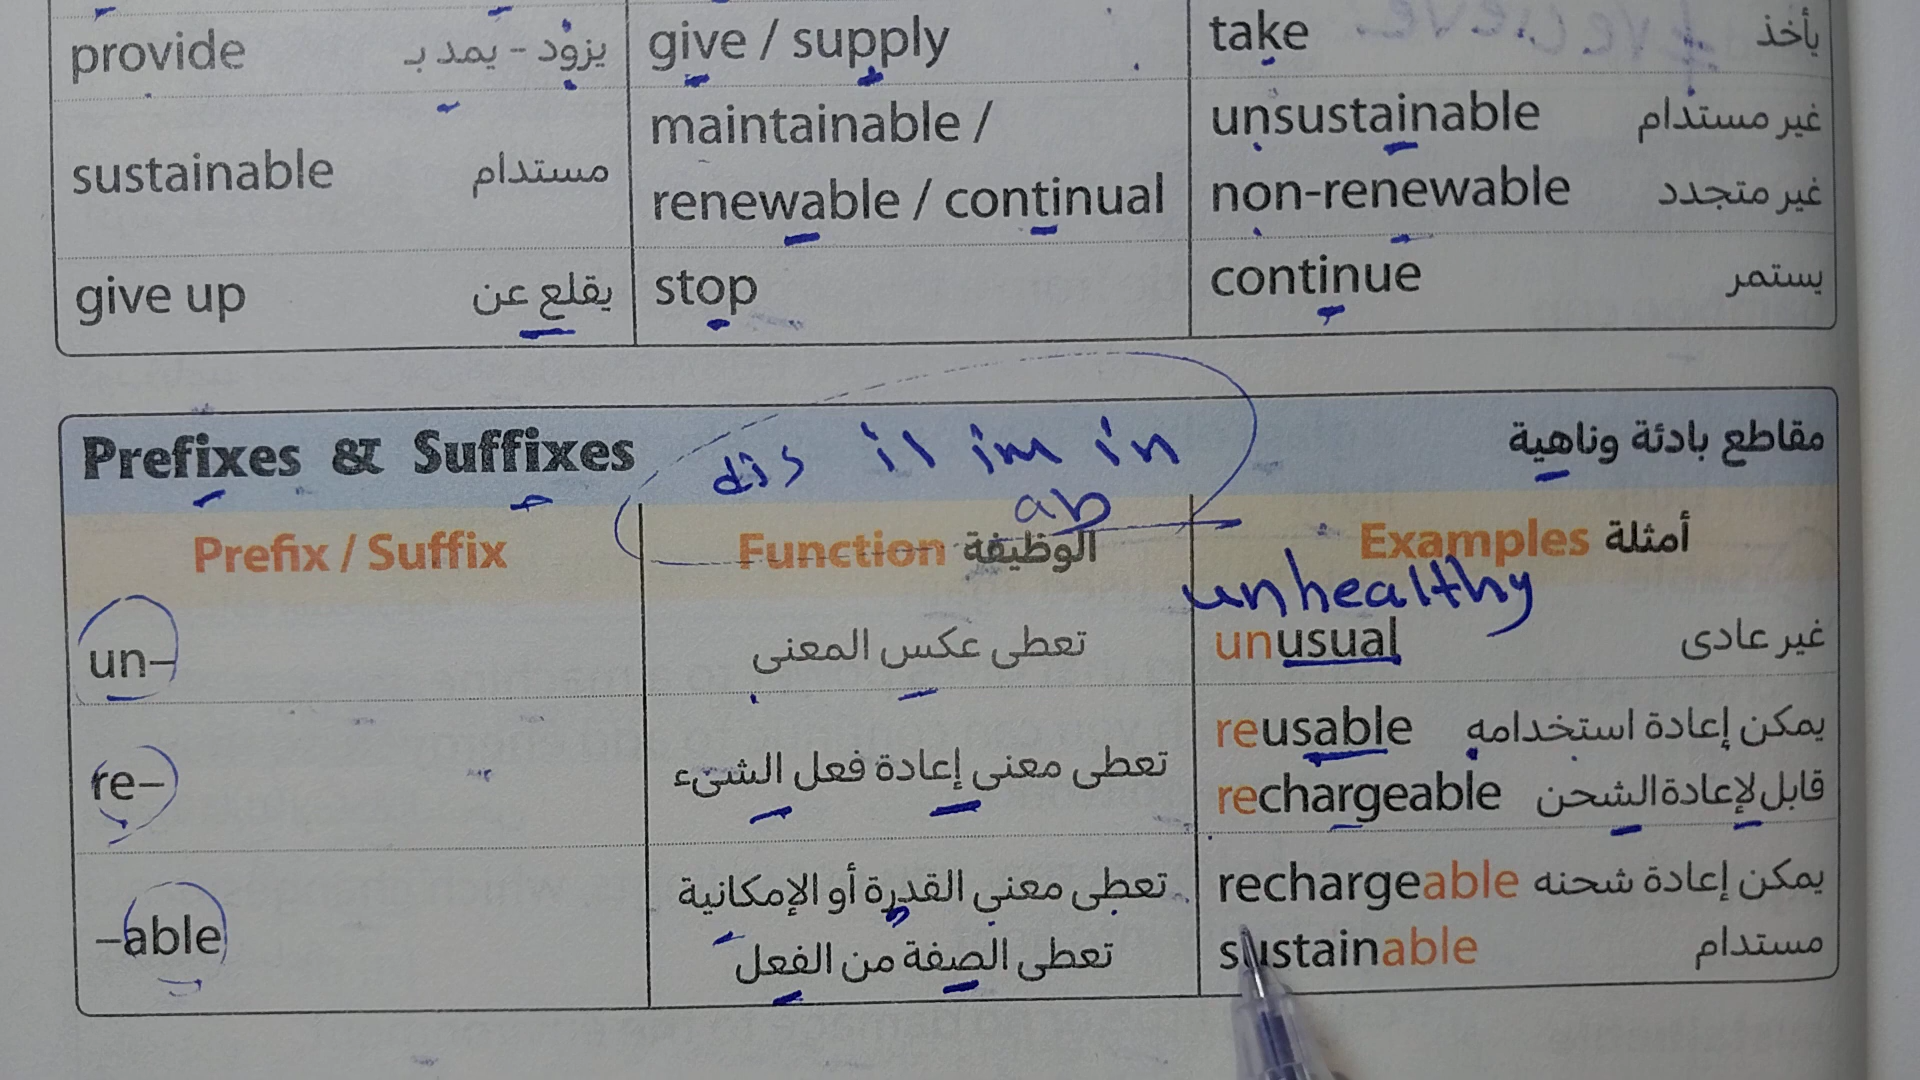 provide يزود - يمد بـ give / supply take يأخذ
sustainable مستدام maintainable / renewable / continual unsustainable غير مستدام
non-renewable غير متجدد
give up يقلع عن stop continue يستمر
Prefixes & Suffixes dis il im in مقاطع بادئة وناهية
ab
Prefix / Suffix Function الوظيفة Examples أمثلة
unhealthy
un– تعطى عكس المعنى unusual غير عادى
re– تعطى معنى إعادة فعل الشىء reusable يمكن إعادة استخدامه
rechargeable قابل لإعادة الشحن
–able تعطى معنى القدرة أو الإمكانية rechargeable يمكن إعادة شحنه
تعطى الصفة من الفعل sustainable مستدام